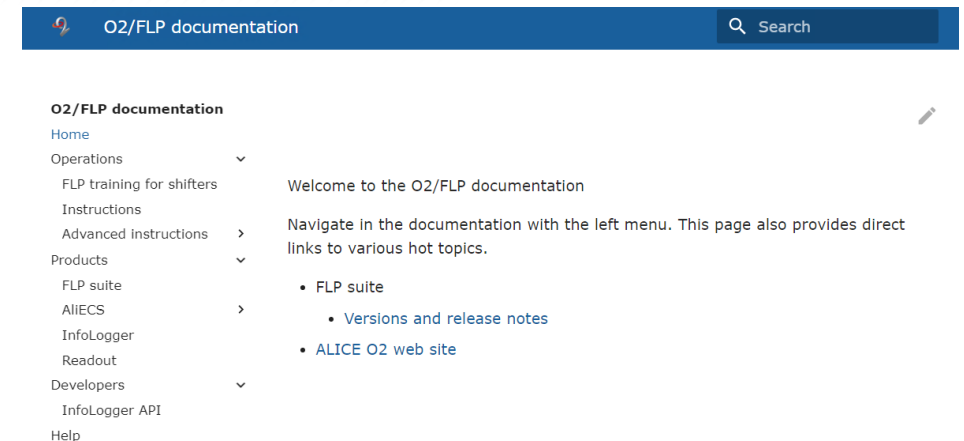 O2/FLP documentation
Search
O2/FLP documentation
Home
Operations
FLP training for shifters
Instructions
Advanced instructions
Products
FLP suite
AliECS
InfoLogger
Readout
Developers
InfoLogger API
Help
Welcome to the O2/FLP documentation
Navigate in the documentation with the left menu. This page also provides direct
links to various hot topics.
• FLP suite
• Versions and release notes
• ALICE O2 web site